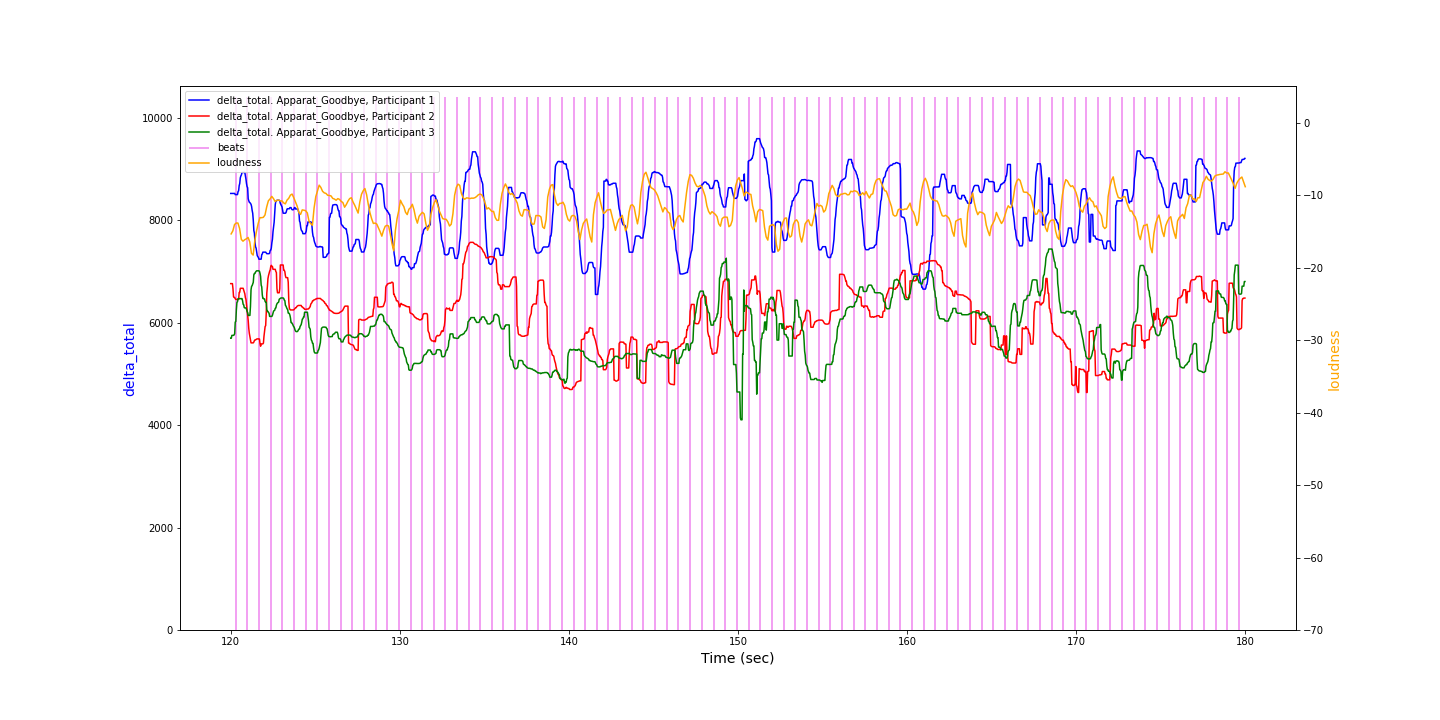 delta_total. Apparat_Goodbye, Participant 1
delta_total. Apparat_Goodbye, Participant 2
delta_total. Apparat_Goodbye, Participant 3
beats
loudness
10000
8000
6000
4000
2000
0
delta_total
0
−10
−20
−30
−40
−50
−60
−70
loudness
120 130 140 150 160 170 180
Time (sec)